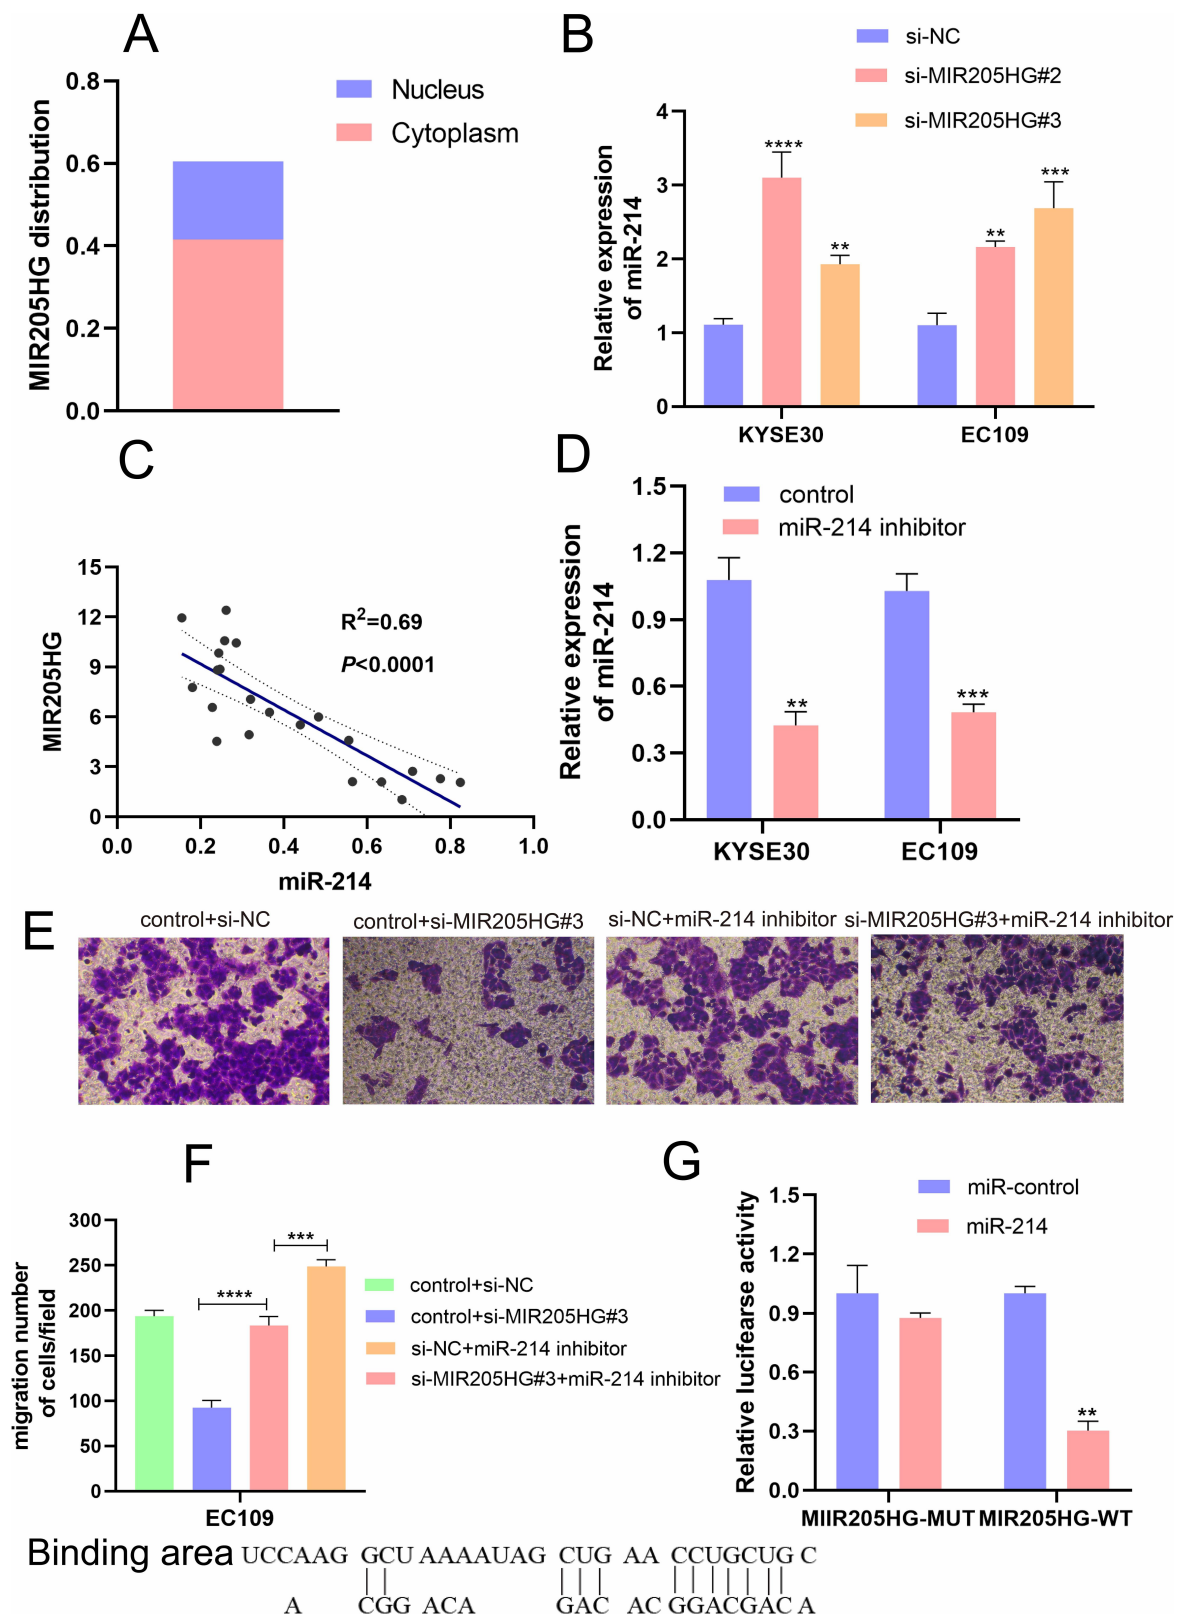 A
0.8
0.6
0.4
0.2
0.0
MIR205HG distribution
Nucleus
Cytoplasm
B
si-NC
si-MIR205HG#2
si-MIR205HG#3
4
3
2
1
0
Relative expression
of miR-214
****
**
**
***
KYSE30 EC109
C
15
12
9
6
3
0
MIR205HG
R2=0.69
P<0.0001
0.0 0.2 0.4 0.6 0.8 1.0
miR-214
D
control
miR-214 inhibitor
1.5
1.2
0.9
0.6
0.3
0.0
Relative expression
of miR-214
**
***
KYSE30 EC109
E
control+si-NC
control+si-MIR205HG#3
si-NC+miR-214 inhibitor
si-MIR205HG#3+miR-214 inhibitor
F
300
250
200
150
100
50
0
migration number
of cells/field
****
***
control+si-NC
control+si-MIR205HG#3
si-NC+miR-214 inhibitor
si-MIR205HG#3+miR-214 inhibitor
EC109
G
miR-control
miR-214
1.5
1.2
0.9
0.6
0.3
0.0
Relative lucifearse activity
**
MIIR205HG-MUT MIR205HG-WT
Binding area UCCAAG GCU AAAAUAG CUG AA CCUGCUG C
A CGG ACA GAC AC GGACGAC A